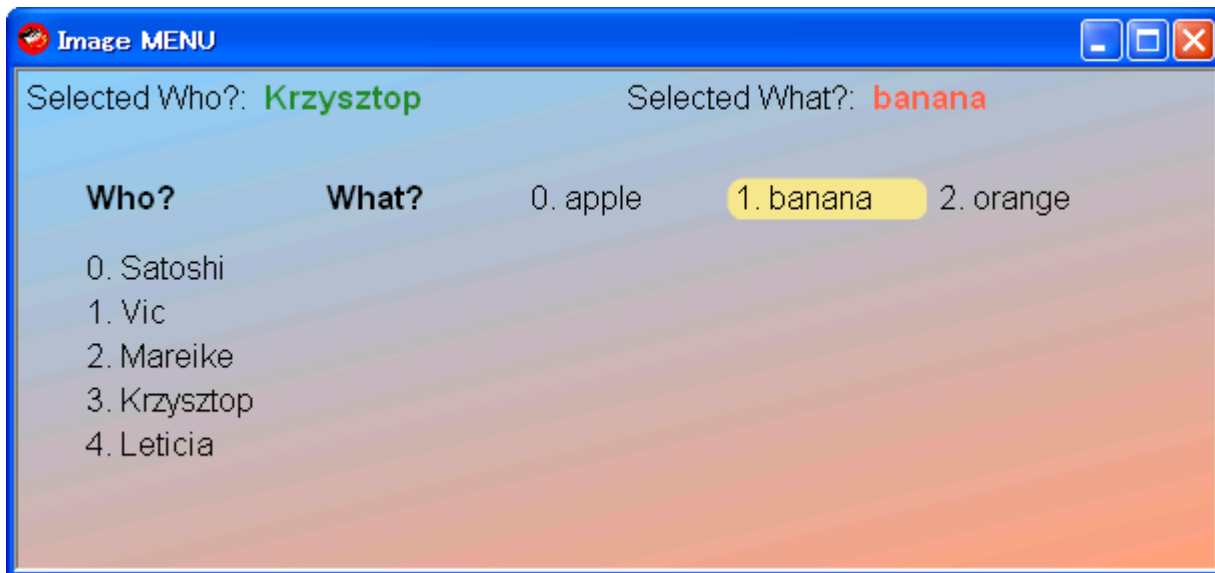 Image MENU
Selected Who?: Krzysztop Selected What?: banana
Who? What? 0. apple 1. banana 2. orange
0. Satoshi
1. Vic
2. Mareike
3. Krzysztop
4. Leticia